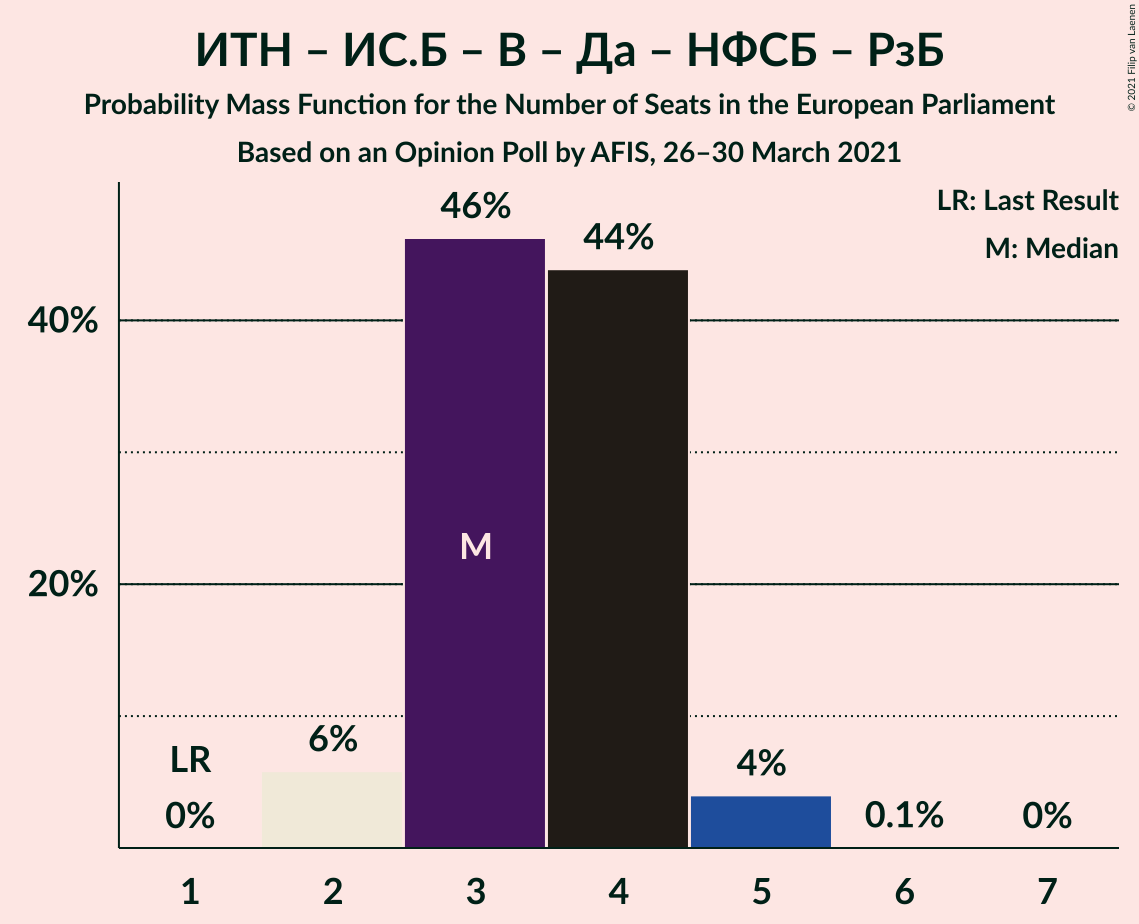 ИТН – ИС.Б – В – Да – НФСБ – РзБ
Probability Mass Function for the Number of Seats in the European Parliament
Based on an Opinion Poll by AFIS, 26–30 March 2021
© 2021 Filip van Laenen
LR: Last Result
M: Median
46%
44%
40%
M
20%
LR
6%
4%
0%
0.1%
0%
1 2 3 4 5 6 7